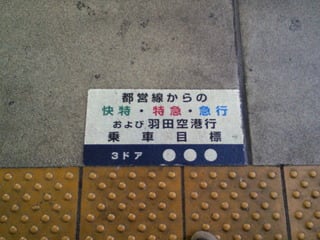 都営線からの
快特・特急・急行
および羽田空港行
乗車目標
3ドア ●●●